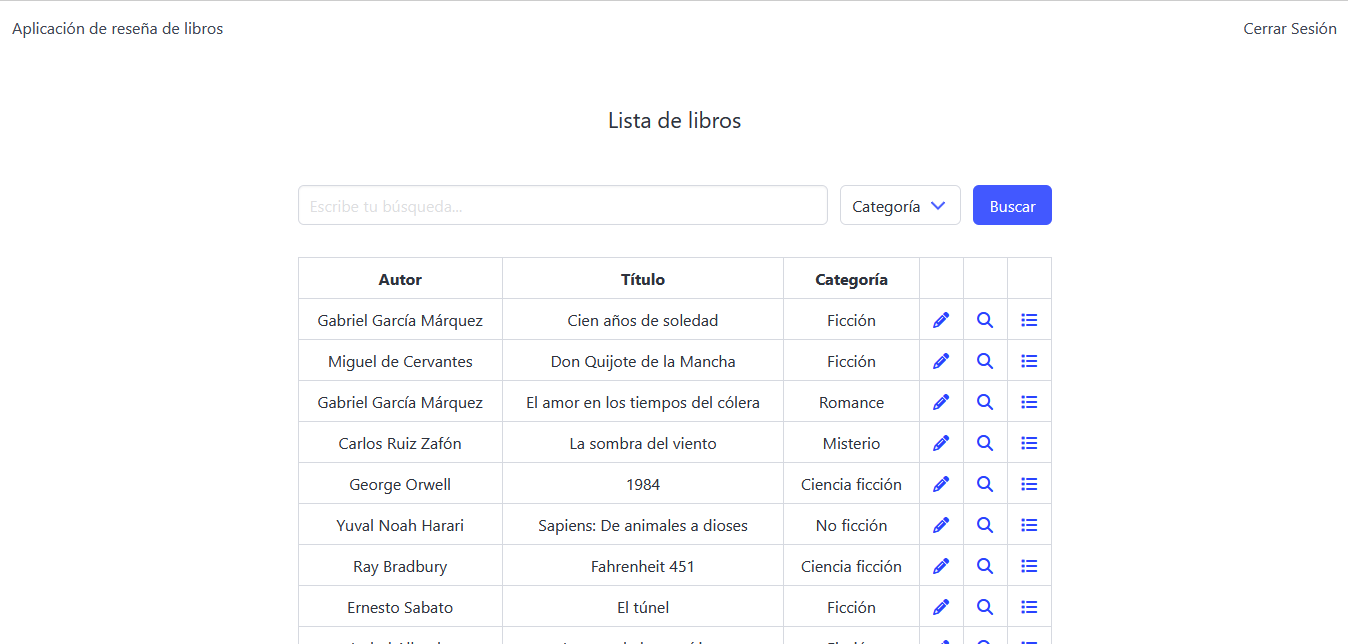 Aplicación de reseña de libros Cerrar Sesión
Lista de libros
Escribe tu búsqueda... Categoría Buscar
Autor Título Categoría
Gabriel García Márquez Cien años de soledad Ficción
Miguel de Cervantes Don Quijote de la Mancha Ficción
Gabriel García Márquez El amor en los tiempos del cólera Romance
Carlos Ruiz Zafón La sombra del viento Misterio
George Orwell 1984 Ciencia ficción
Yuval Noah Harari Sapiens: De animales a dioses No ficción
Ray Bradbury Fahrenheit 451 Ciencia ficción
Ernesto Sabato El túnel Ficción